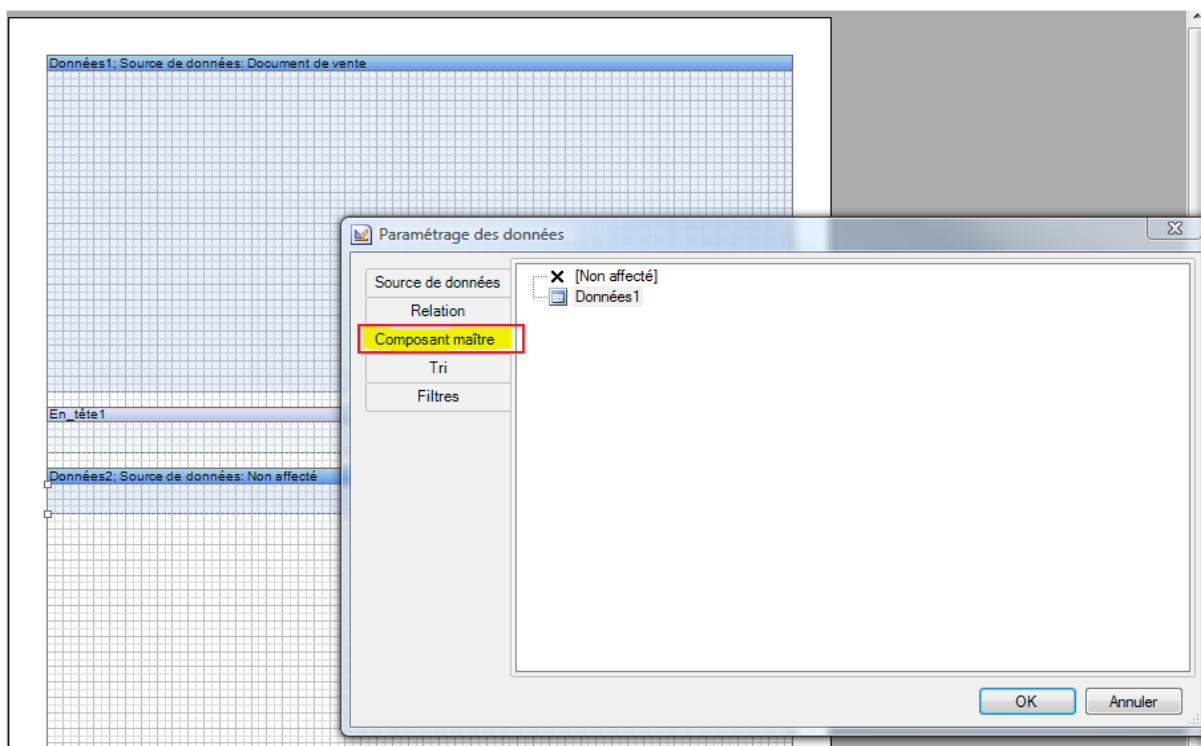 Données1; Source de données: Document de vente
Paramétrage des données
Source de données
Relation
Composant maître
Tri
Filtres
[Non affecté]
Données1
En_tête1
Données2; Source de données: Non affecté
OK
Annuler